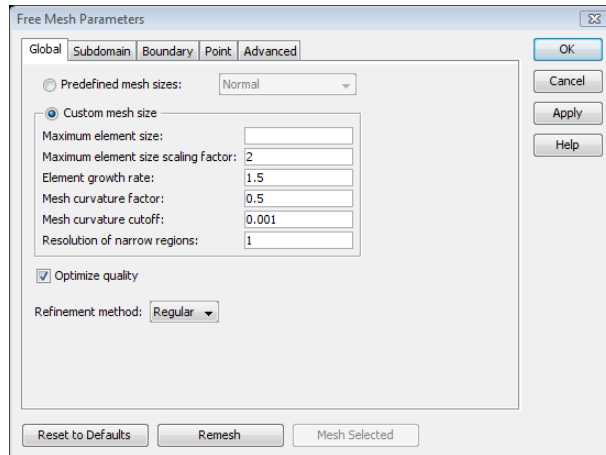 Free Mesh Parameters
Global Subdomain Boundary Point Advanced
OK
Predefined mesh sizes: Normal
Cancel
Custom mesh size
Apply
Maximum element size:
Help
Maximum element size scaling factor: 2
Element growth rate: 1.5
Mesh curvature factor: 0.5
Mesh curvature cutoff: 0.001
Resolution of narrow regions: 1
Optimize quality
Refinement method: Regular
Reset to Defaults Remesh Mesh Selected